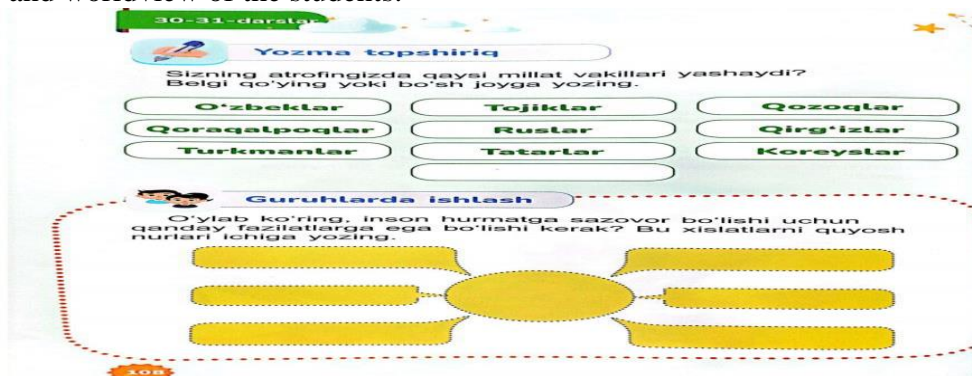 and worldview of the students.
30-31-darslar
Yozma topshiriq
Sizning atrofingizda qaysi millat vakillari yashaydi?
Belgi qo'ying yoki bo'sh joyga yozing.
O'zbeklar Tojiklar Qozoqlar
Qoraqalpoqlar Ruslar Qirg'izlar
Turkmanlar Tatarlar Koreyslar
Guruhlarda ishlash
O'ylab ko'ring, inson hurmatga sazovor bo'lishi uchun
qanday fazilatlarga ega bo'lishi kerak? Bu xislatlarni quyosh
nurlari ichiga yozing.
108